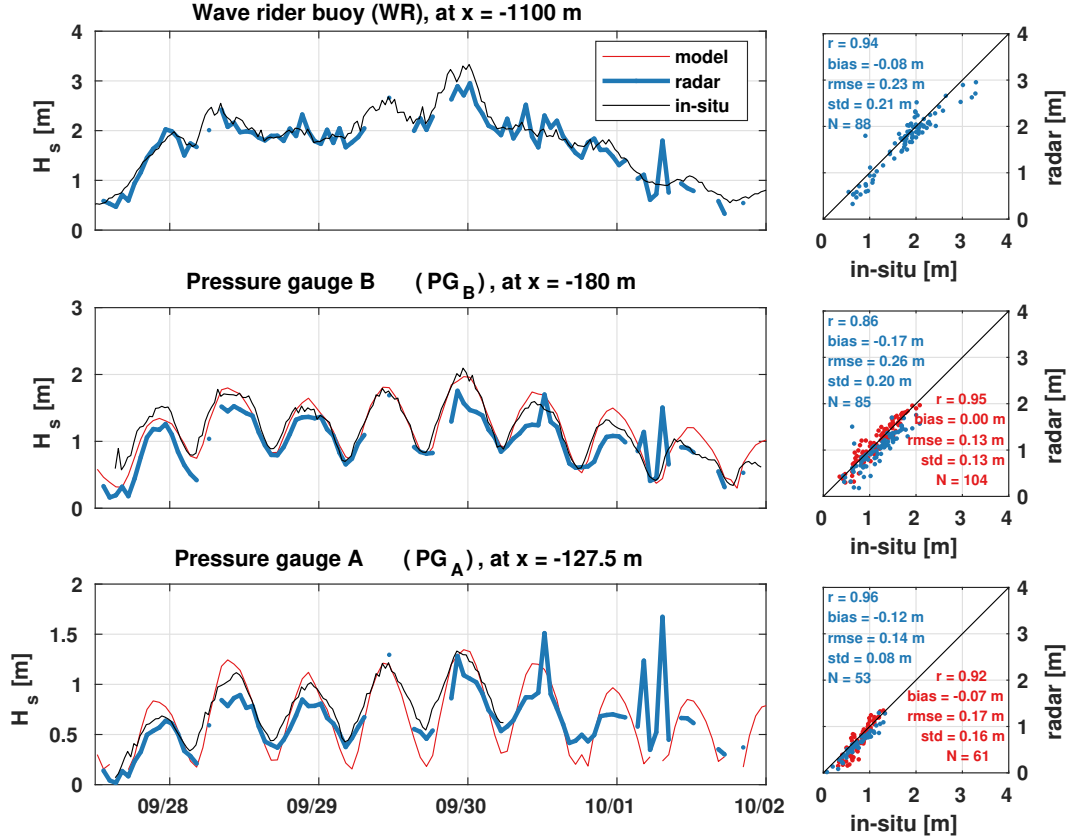 Wave rider buoy (WR), at x = -1100 m
H_s [m]
4
3
2
1
0
model
radar
in-situ
r = 0.94
bias = -0.08 m
rmse = 0.23 m
std = 0.21 m
N = 88
4
3
2
1
0
radar [m]
0 1 2 3 4
in-situ [m]
Pressure gauge B (PG_B), at x = -180 m
H_s [m]
3
2
1
0
r = 0.86
bias = -0.17 m
rmse = 0.26 m
std = 0.20 m
N = 85
r = 0.95
bias = 0.00 m
rmse = 0.13 m
std = 0.13 m
N = 104
4
3
2
1
0
radar [m]
0 1 2 3 4
in-situ [m]
Pressure gauge A (PG_A), at x = -127.5 m
H_s [m]
2
1.5
1
0.5
0
09/28 09/29 09/30 10/01 10/02
r = 0.96
bias = -0.12 m
rmse = 0.14 m
std = 0.08 m
N = 53
r = 0.92
bias = -0.07 m
rmse = 0.17 m
std = 0.16 m
N = 61
4
3
2
1
0
radar [m]
0 1 2 3 4
in-situ [m]